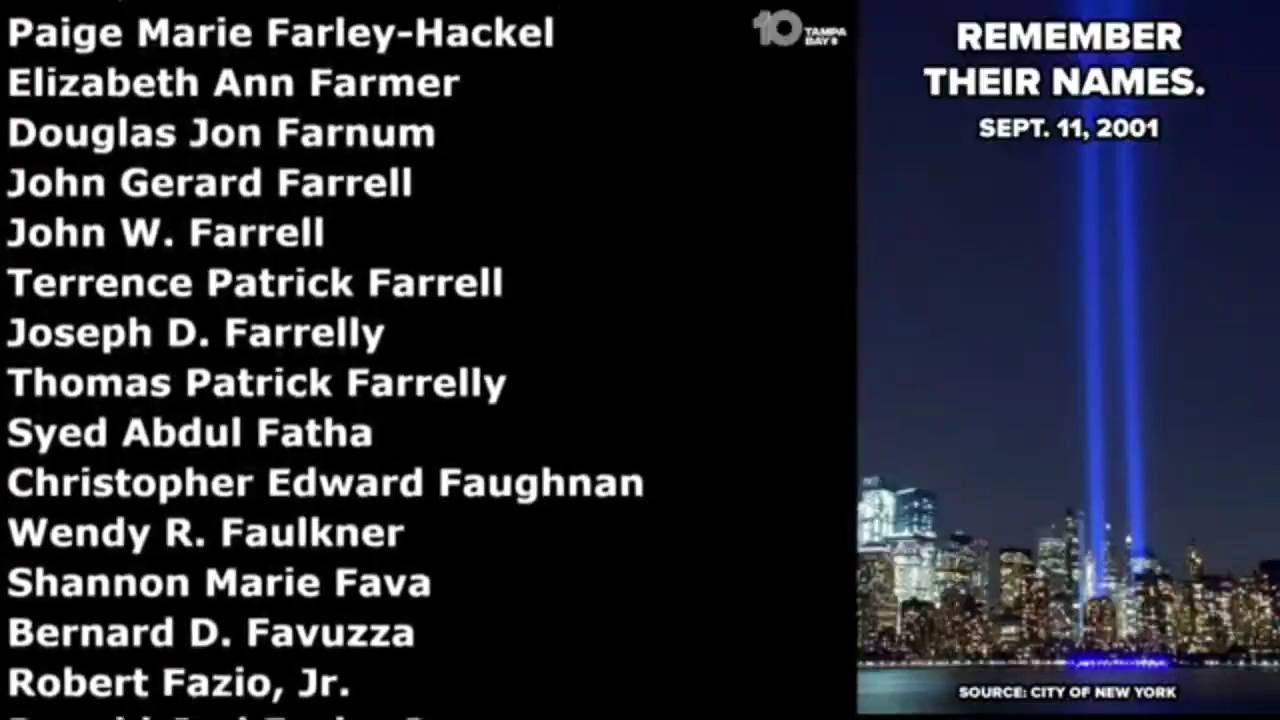 Paige Marie Farley-Hackel
Elizabeth Ann Farmer
Douglas Jon Farnum
John Gerard Farrell
John W. Farrell
Terrence Patrick Farrell
Joseph D. Farrelly
Thomas Patrick Farrelly
Syed Abdul Fatha
Christopher Edward Faughnan
Wendy R. Faulkner
Shannon Marie Fava
Bernard D. Favuzza
Robert Fazio, Jr.
10 TAMPA
BAY
REMEMBER
THEIR NAMES.
SEPT. 11, 2001
SOURCE: CITY OF NEW YORK